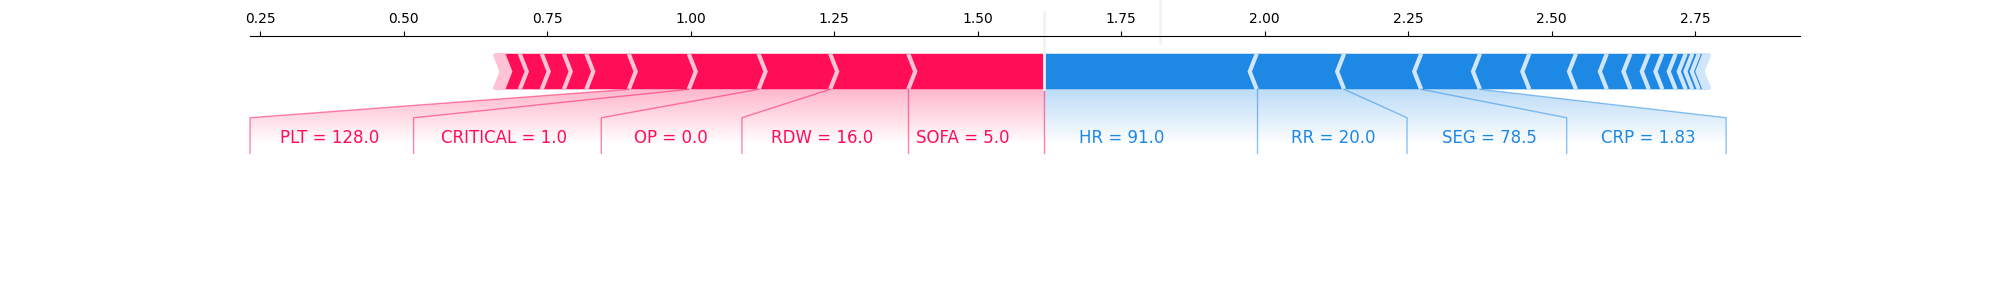 0.25 0.50 0.75 1.00 1.25 1.50 1.75 2.00 2.25 2.50 2.75
PLT = 128.0 CRITICAL = 1.0 OP = 0.0 RDW = 16.0 SOFA = 5.0 HR = 91.0 RR = 20.0 SEG = 78.5 CRP = 1.83